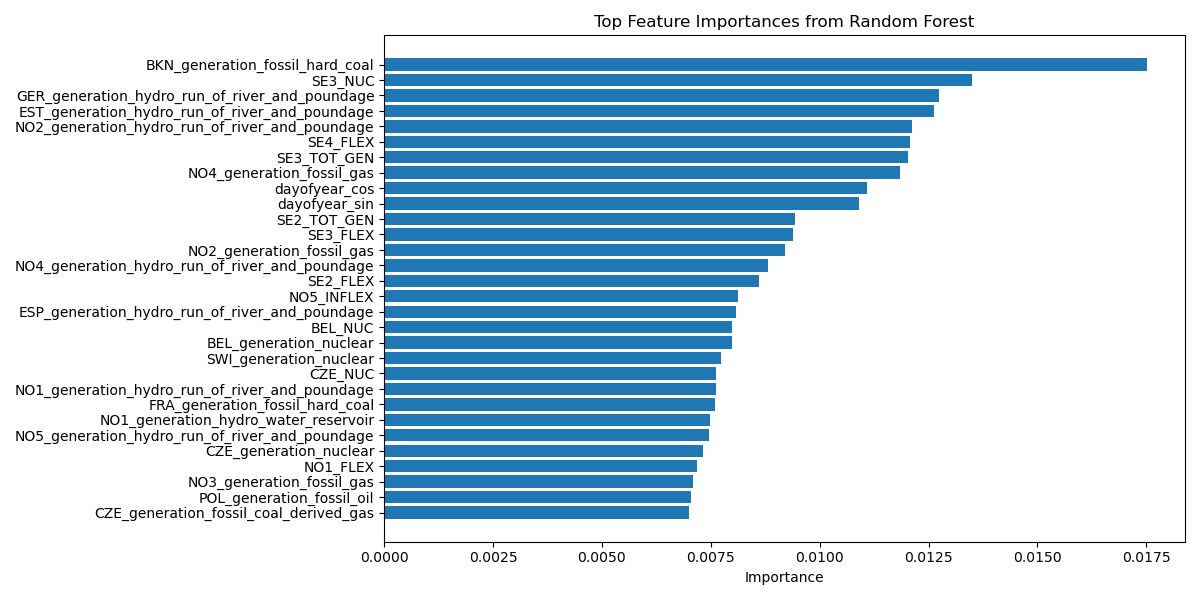 Top Feature Importances from Random Forest
BKN_generation_fossil_hard_coal
SE3_NUC
GER_generation_hydro_run_of_river_and_poundage
EST_generation_hydro_run_of_river_and_poundage
NO2_generation_hydro_run_of_river_and_poundage
SE4_FLEX
SE3_TOT_GEN
NO4_generation_fossil_gas
dayofyear_cos
dayofyear_sin
SE2_TOT_GEN
SE3_FLEX
NO2_generation_fossil_gas
NO4_generation_hydro_run_of_river_and_poundage
SE2_FLEX
NO5_INFLEX
ESP_generation_hydro_run_of_river_and_poundage
BEL_NUC
BEL_generation_nuclear
SWI_generation_nuclear
CZE_NUC
NO1_generation_hydro_run_of_river_and_poundage
FRA_generation_fossil_hard_coal
NO1_generation_hydro_water_reservoir
NO5_generation_hydro_run_of_river_and_poundage
CZE_generation_nuclear
NO1_FLEX
NO3_generation_fossil_gas
POL_generation_fossil_oil
CZE_generation_fossil_coal_derived_gas
0.0000 0.0025 0.0050 0.0075 0.0100 0.0125 0.0150 0.0175
Importance